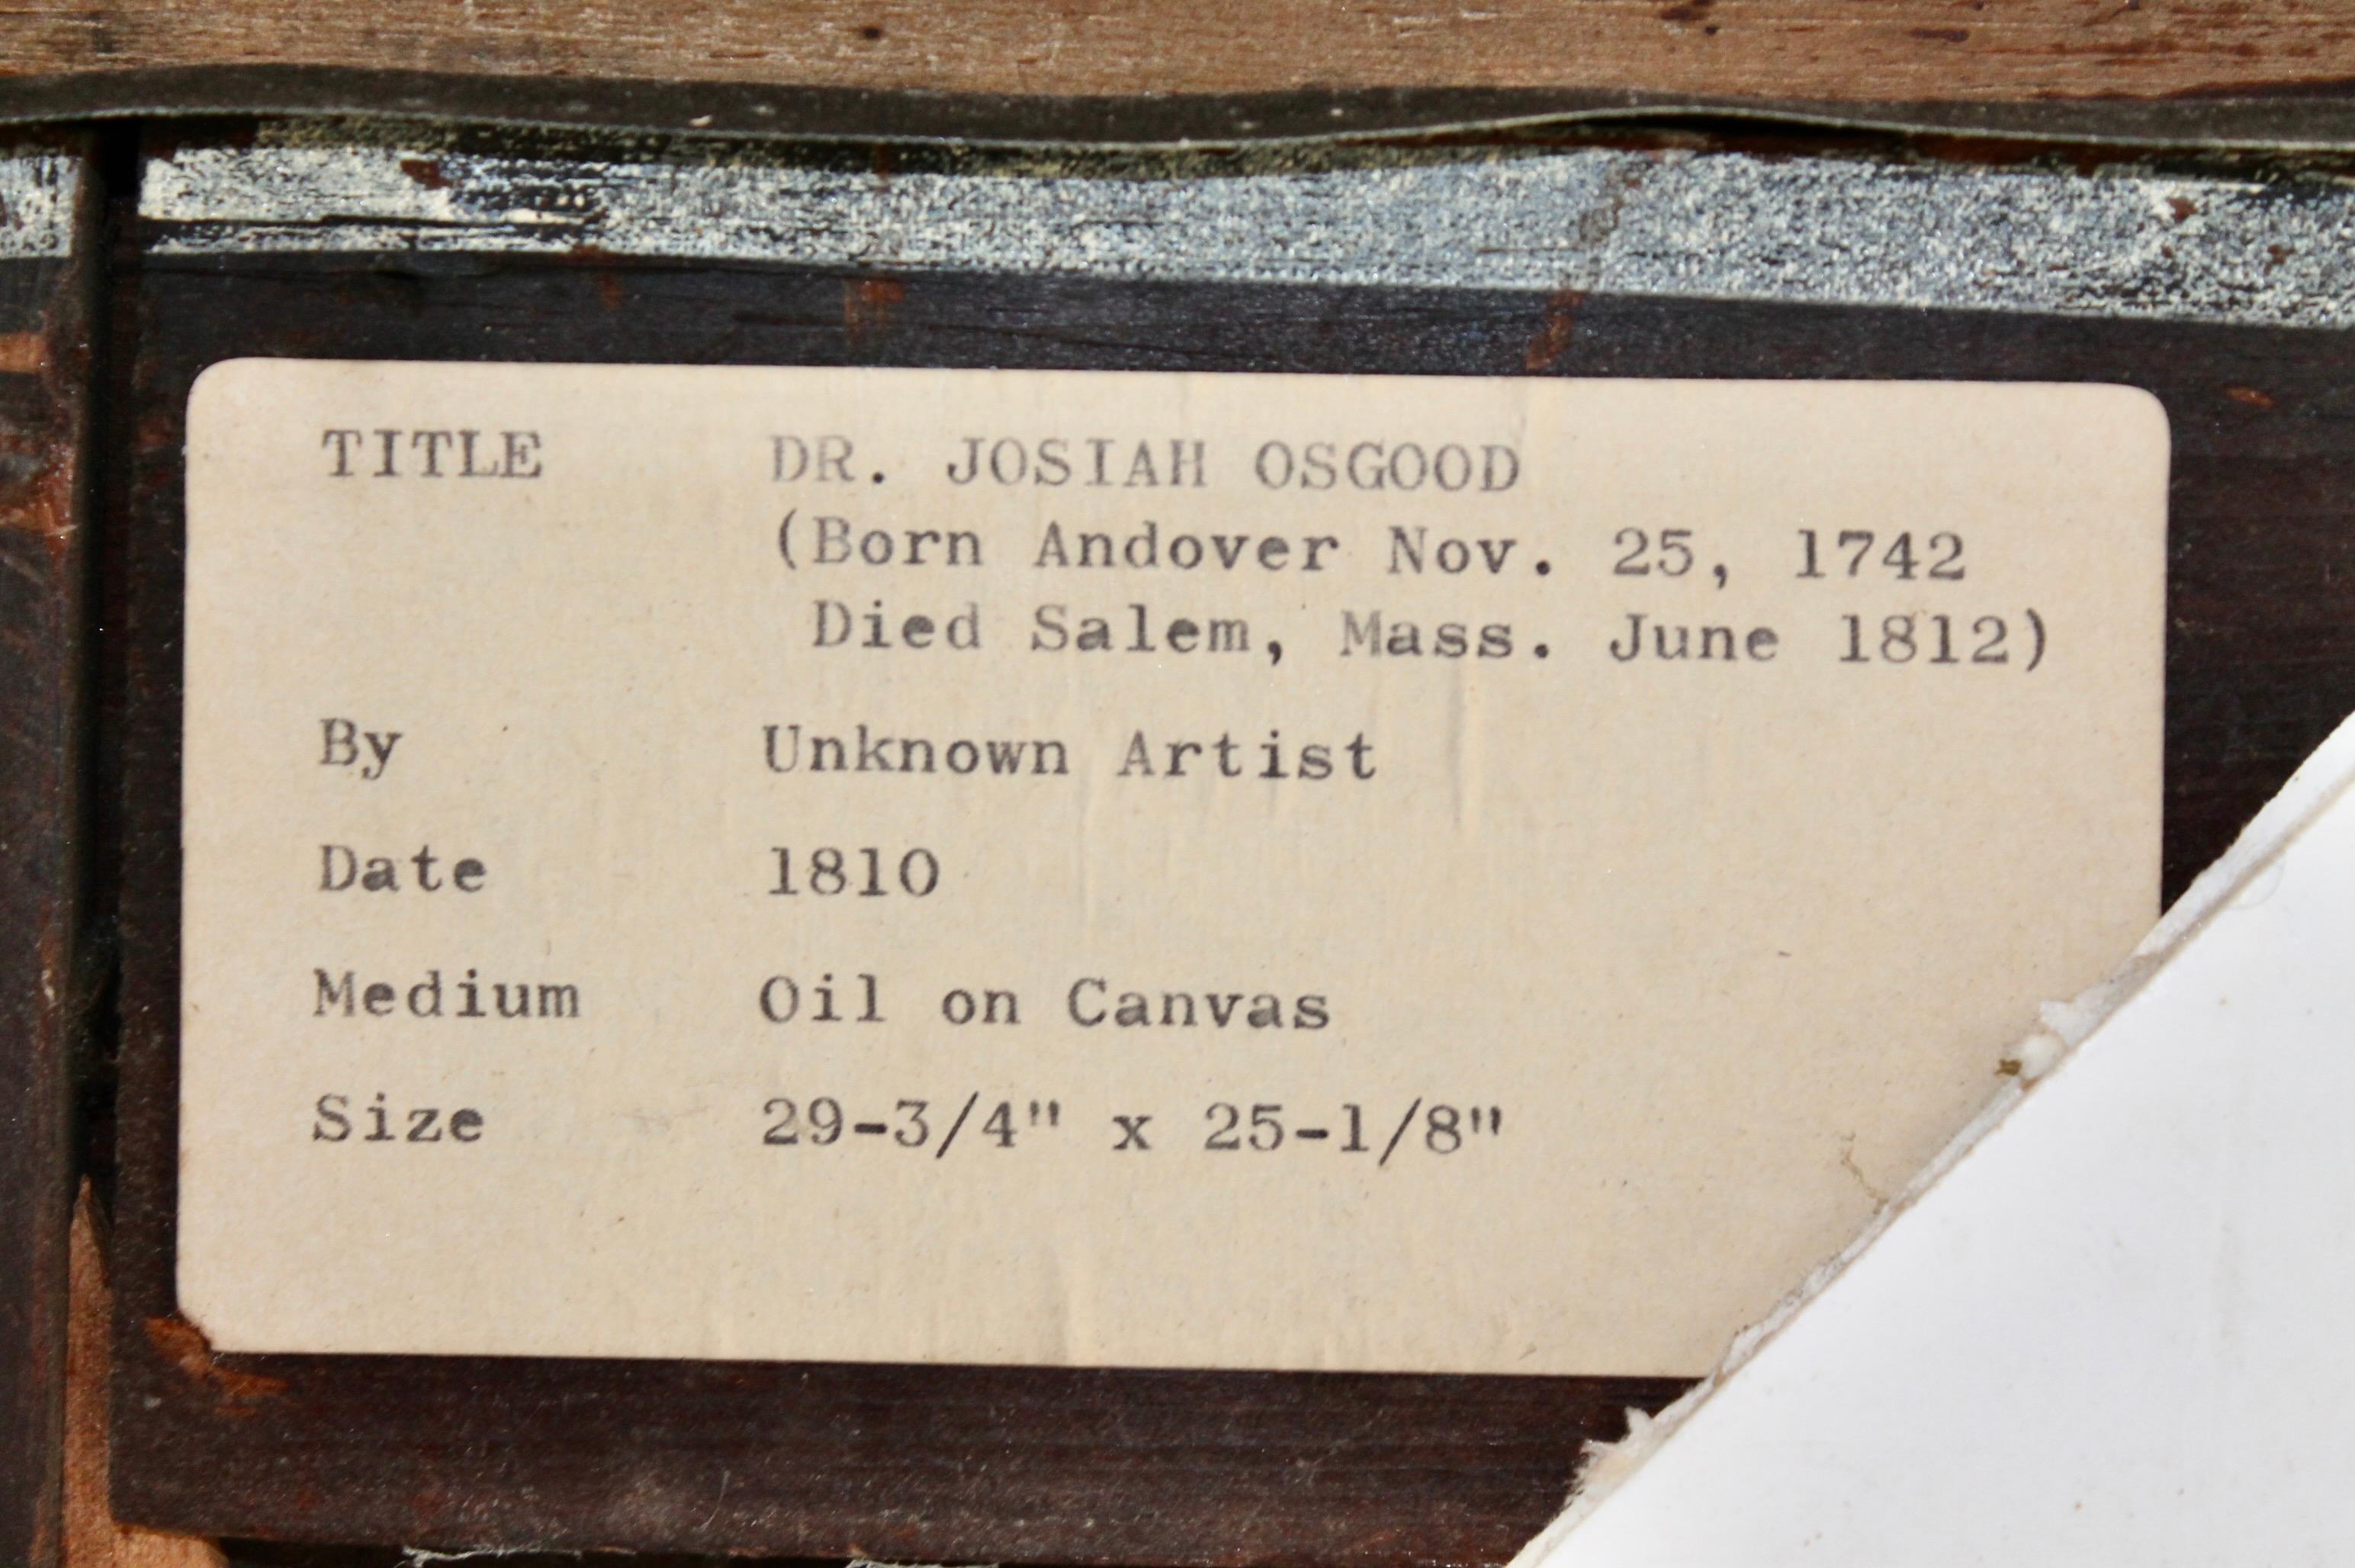 TITLE DR. JOSIAH OSGOOD
(Born Andover Nov. 25, 1742
Died Salem, Mass. June 1812)
By Unknown Artist
Date 1810
Medium Oil on Canvas
Size 29-3/4" x 25-1/8"